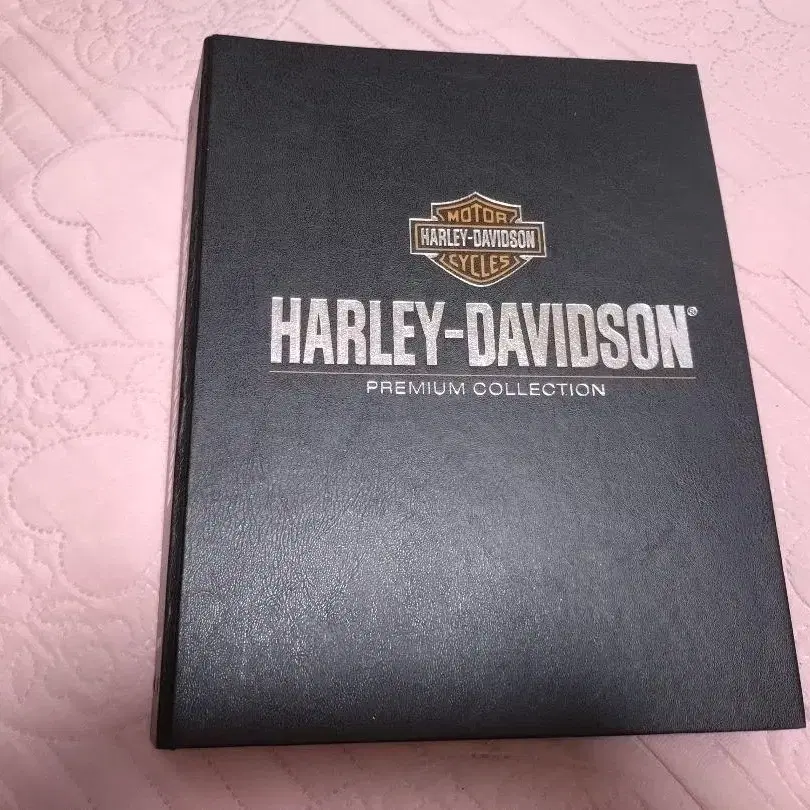 MOTOR
HARLEY-DAVIDSON
CYCLES
HARLEY-DAVIDSON®
PREMIUM COLLECTION